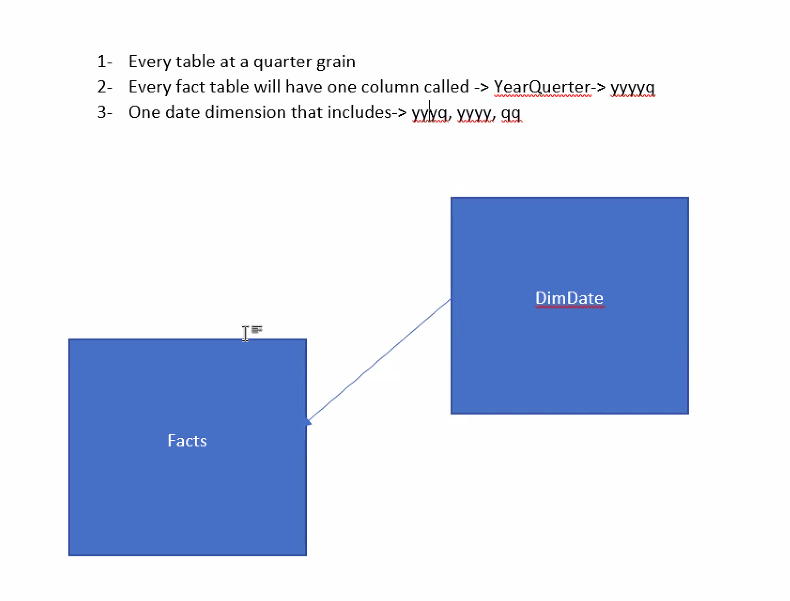 1- Every table at a quarter grain
2- Every fact table will have one column called -> YearQuerter-> yyyyq
3- One date dimension that includes-> yyyq, yyyy, qq
DimDate
Facts